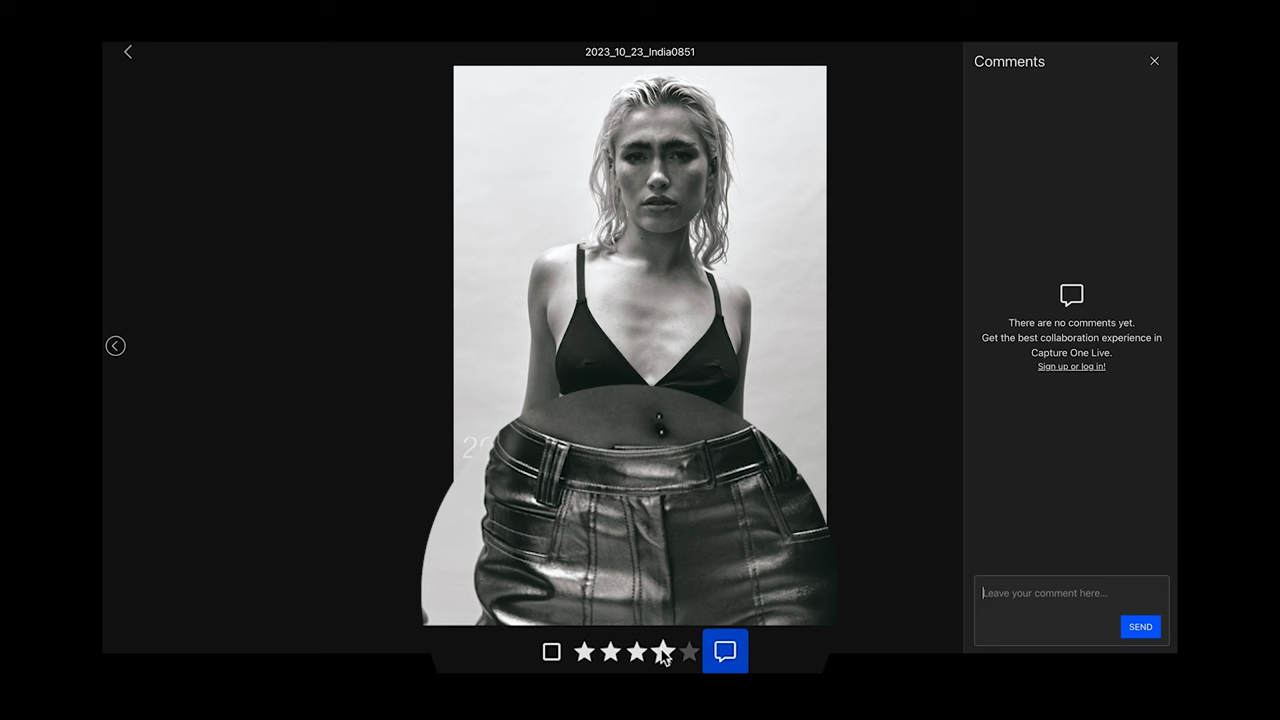 2023_10_23_India0851
Comments
There are no comments yet.
Get the best collaboration experience in
Capture One Live.
Sign up or log in!
Leave your comment here...
SEND